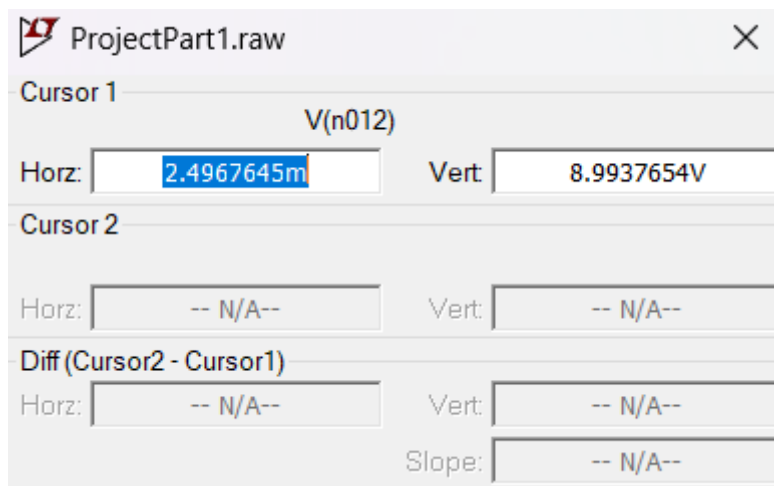 ProjectPart1.raw
Cursor 1
V(n012)
Horz: 2.4967645m Vert: 8.9937654V
Cursor 2
Horz: -- N/A-- Vert: -- N/A--
Diff (Cursor2 - Cursor1)
Horz: -- N/A-- Vert: -- N/A--
Slope: -- N/A--